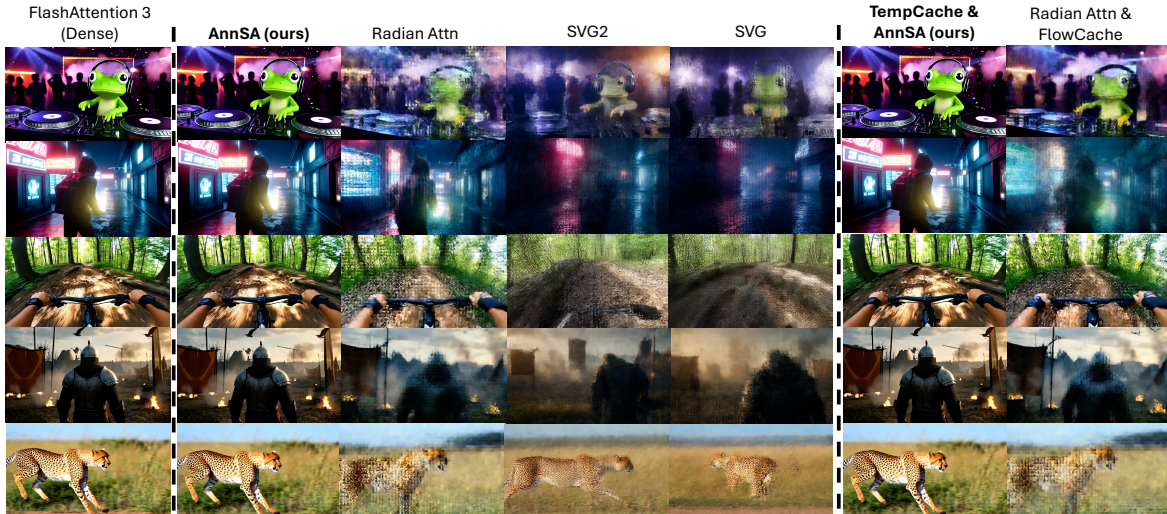 FlashAttention 3
(Dense)
AnnSA (ours)
Radian Attn
SVG2
SVG
TempCache &
AnnSA (ours)
Radian Attn &
FlowCache